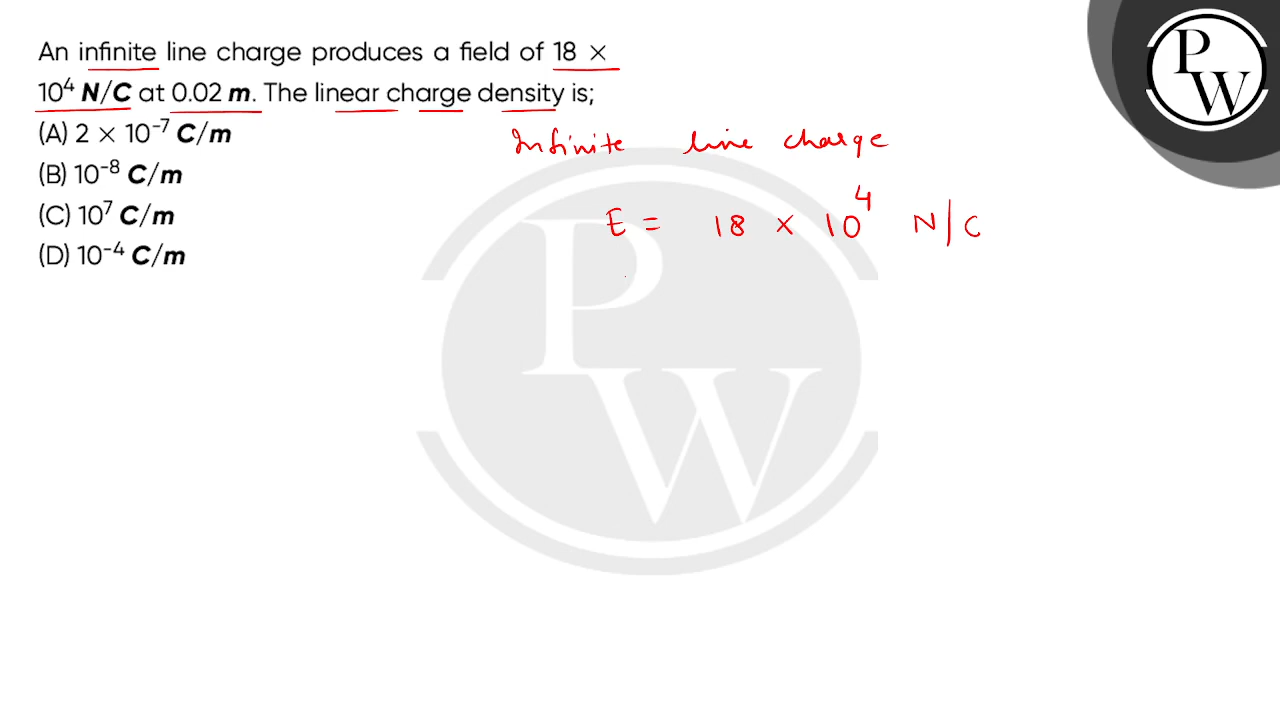 An infinite line charge produces a field of 18 ×
10⁴ N/C at 0.02 m. The linear charge density is;
(A) 2 × 10⁻⁷ C/m
(B) 10⁻⁸ C/m
(C) 10⁷ C/m
(D) 10⁻⁴ C/m
Infinite line charge
E = 18 × 10⁴ N/C
P
W
P
W